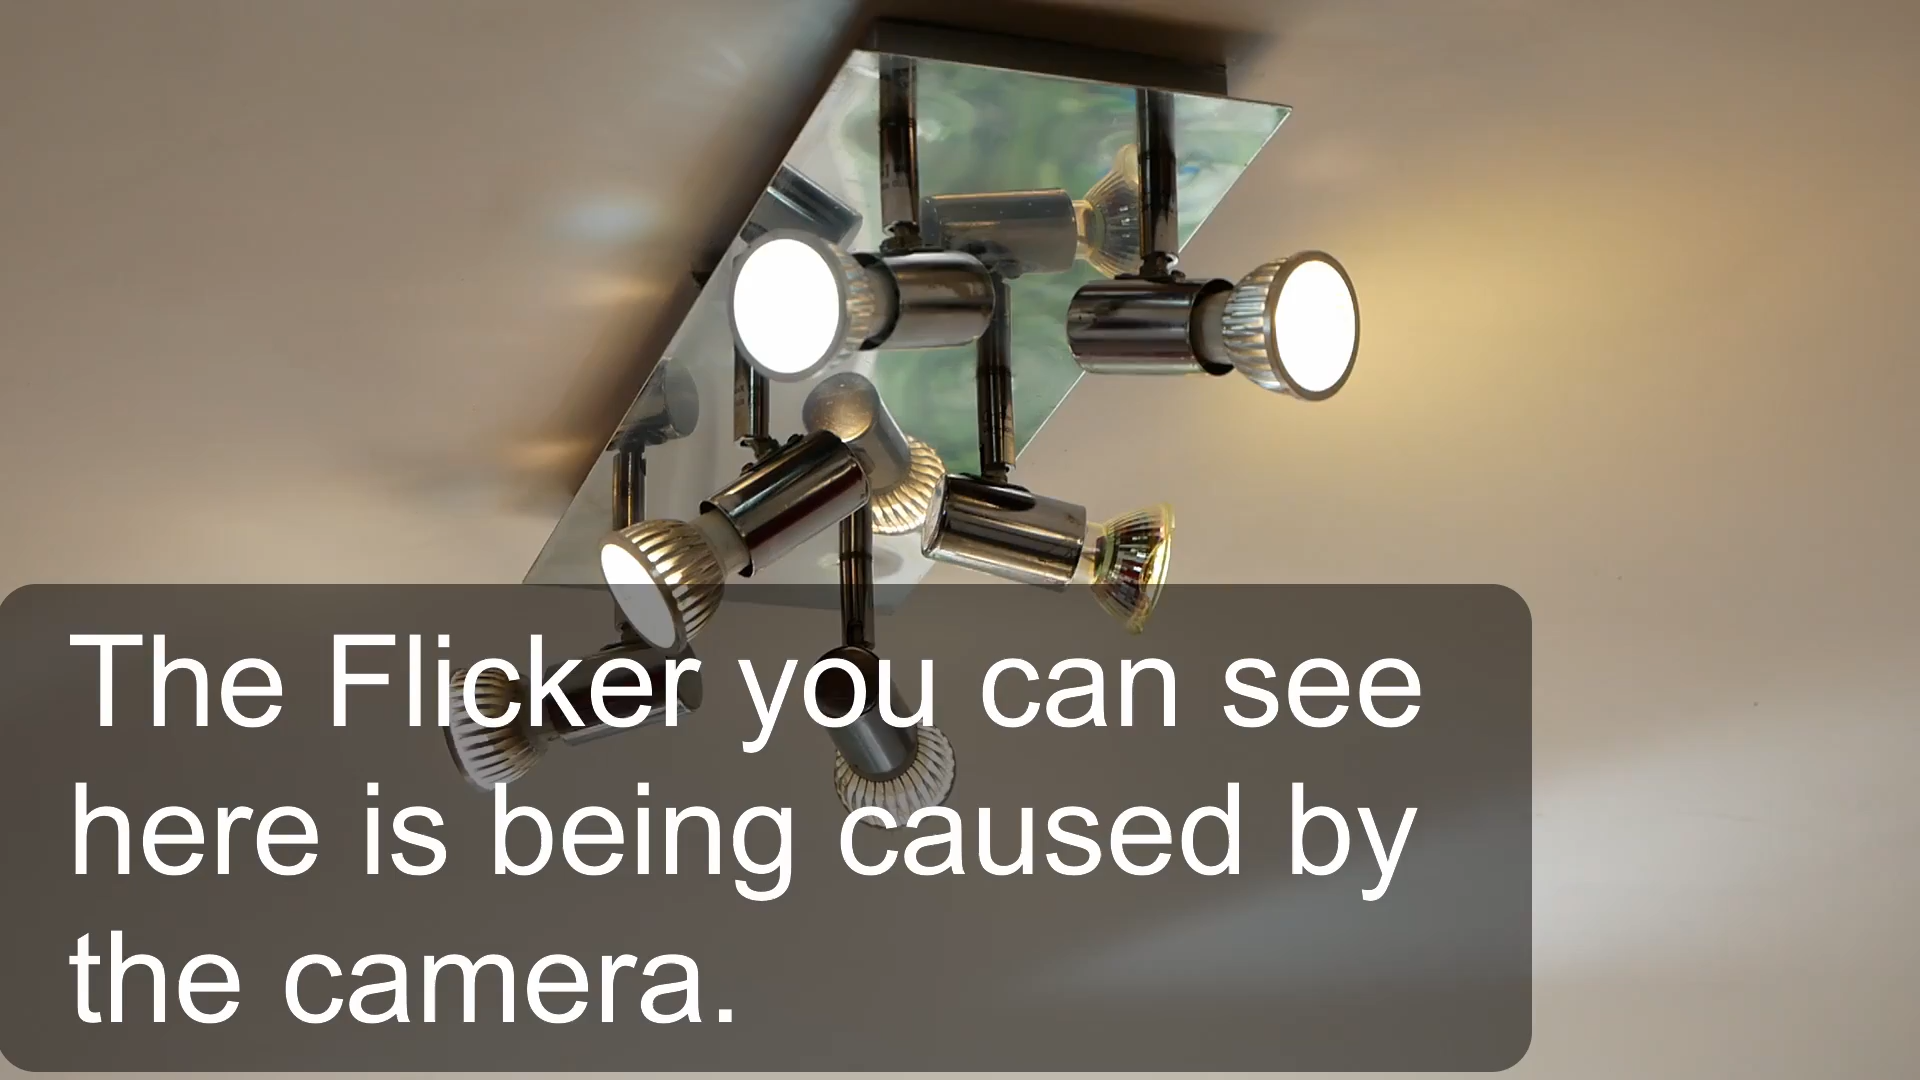 The Flicker you can see
here is being caused by
the camera.